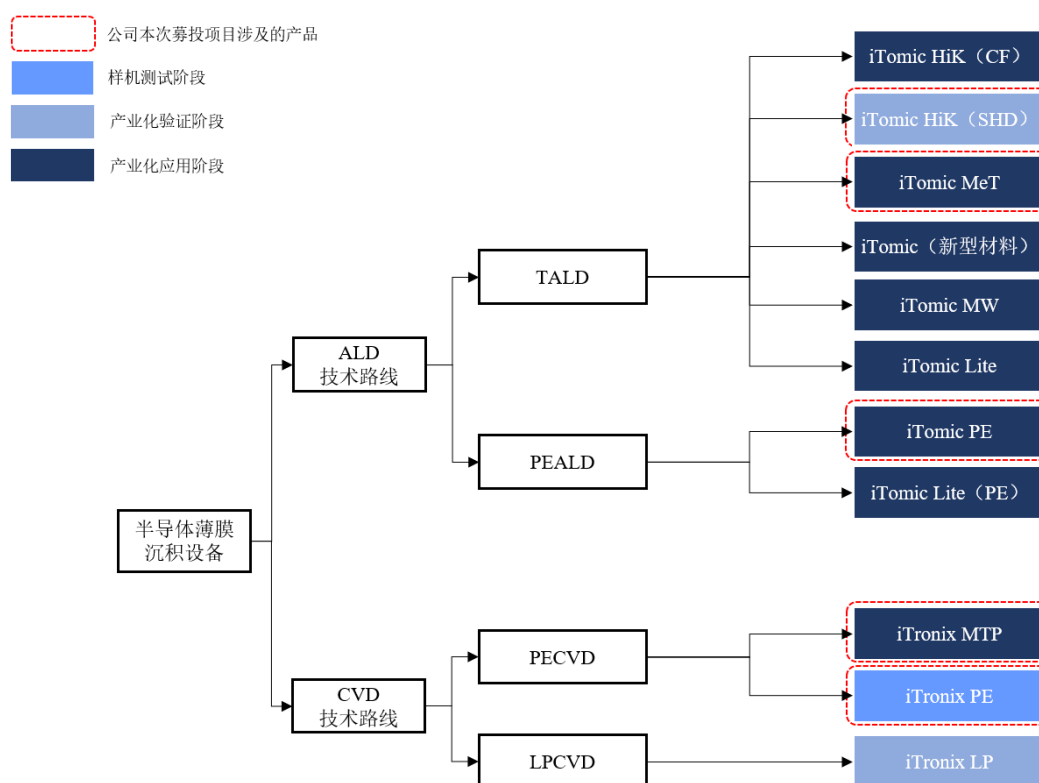 公司本次募投项目涉及的产品
样机测试阶段
产业化验证阶段
产业化应用阶段
半导体薄膜
沉积设备
ALD
技术路线
CVD
技术路线
TALD
PEALD
PECVD
LPCVD
iTomic HiK（CF）
iTomic HiK（SHD）
iTomic MeT
iTomic（新型材料）
iTomic MW
iTomic Lite
iTomic PE
iTomic Lite（PE）
iTronix MTP
iTronix PE
iTronix LP